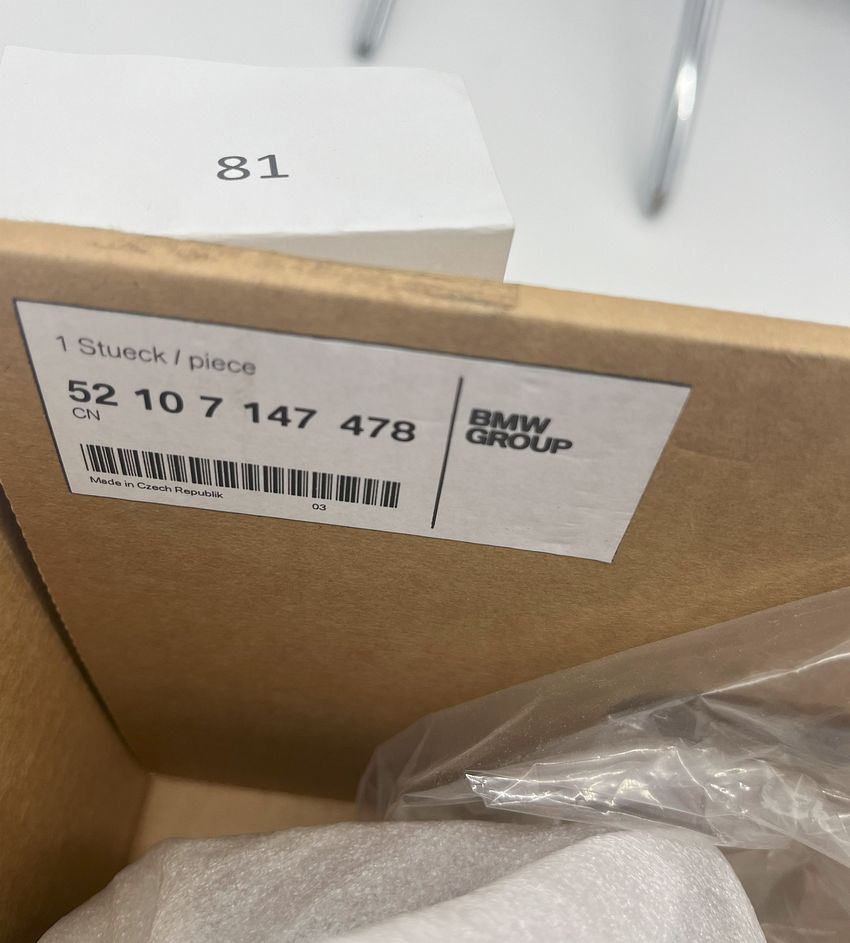 81
1 Stueck / piece
52 10 7 147 478
CN
Made in Czech Republik
03
BMW
GROUP